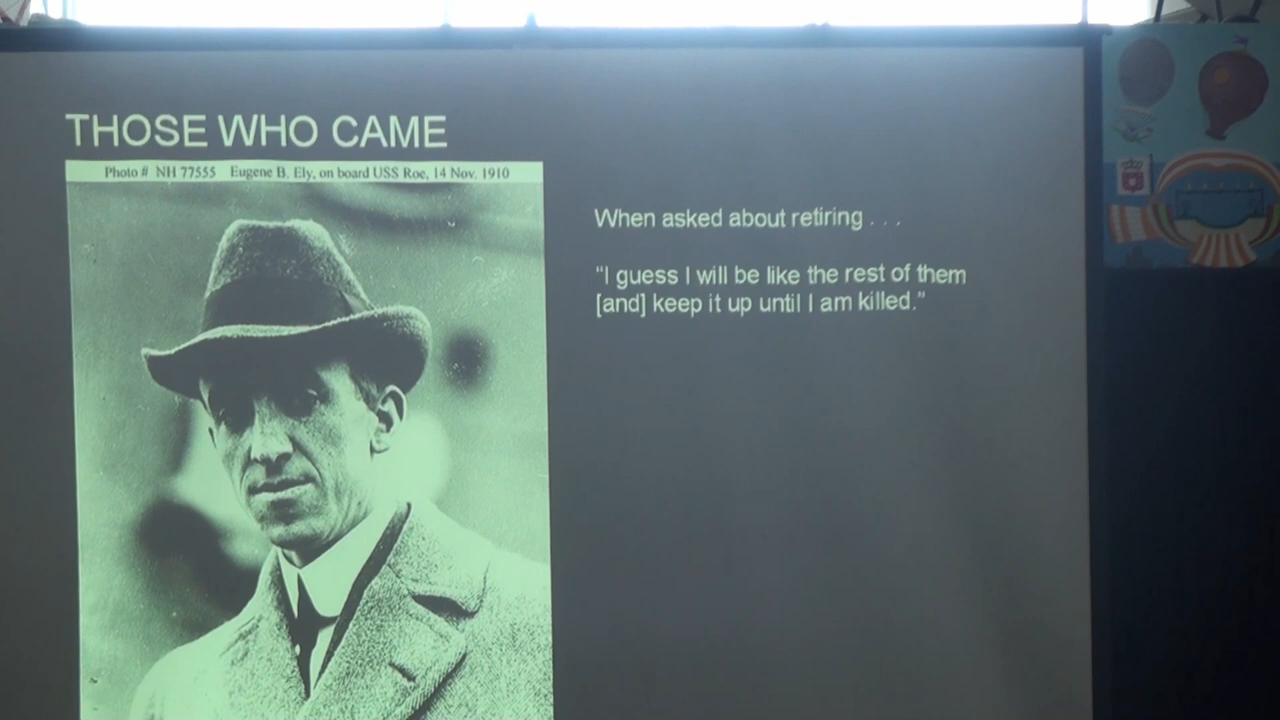 THOSE WHO CAME
Photo # NH 77555 Eugene B. Ely, on board USS Roe, 14 Nov. 1910
When asked about retiring . . .
“I guess I will be like the rest of them
[and] keep it up until I am killed.”